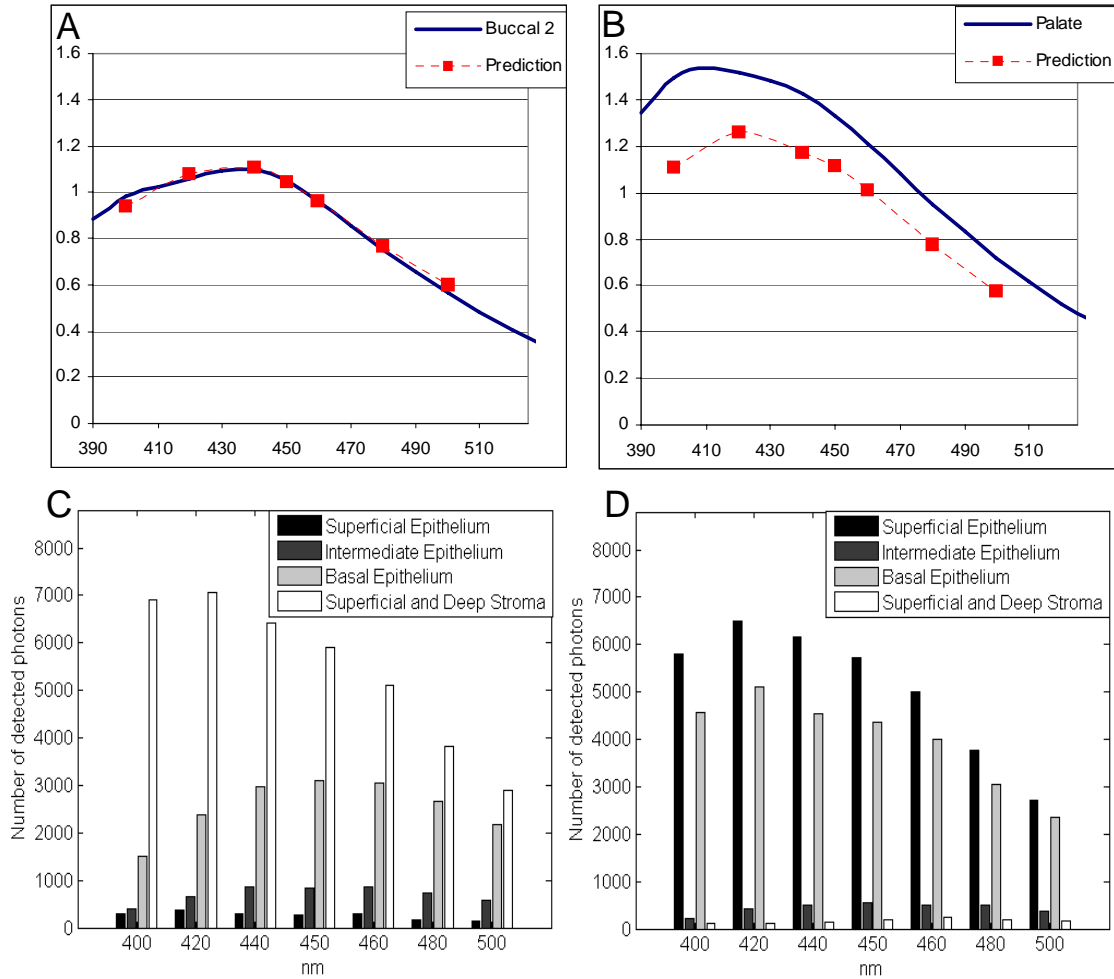 A
Buccal 2
Prediction
1.6
1.4
1.2
1
0.8
0.6
0.4
0.2
0
390 410 430 450 470 490 510
B
Palate
Prediction
1.6
1.4
1.2
1
0.8
0.6
0.4
0.2
0
390 410 430 450 470 490 510
C
Superficial Epithelium
Intermediate Epithelium
Basal Epithelium
Superficial and Deep Stroma
Number of detected photons
8000
7000
6000
5000
4000
3000
2000
1000
0
400 420 440 450 460 480 500
nm
D
Superficial Epithelium
Intermediate Epithelium
Basal Epithelium
Superficial and Deep Stroma
Number of detected photons
8000
7000
6000
5000
4000
3000
2000
1000
0
400 420 440 450 460 480 500
nm